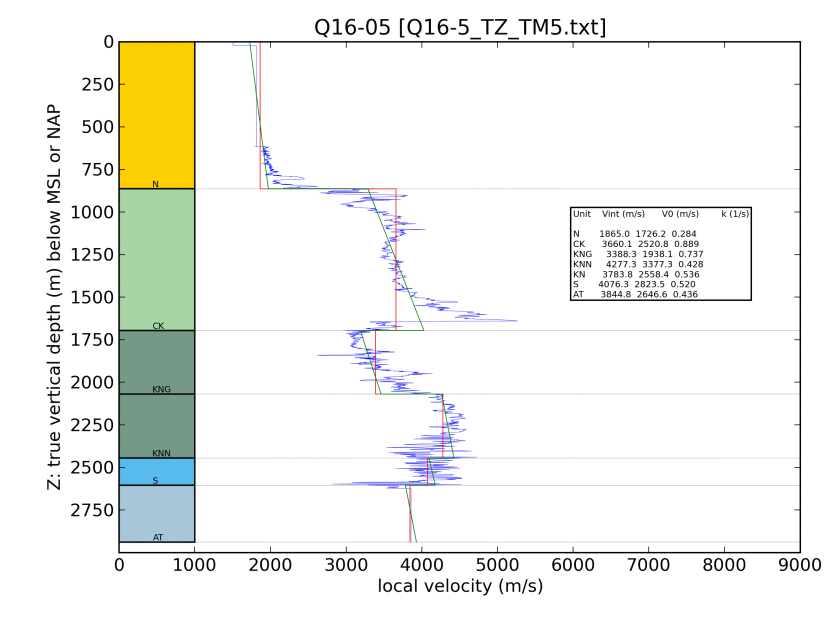 Q16-05 [Q16-5_TZ_TM5.txt]
0
250
500
750
1000
1250
1500
1750
2000
2250
2500
2750
Z: true vertical depth (m) below MSL or NAP
N
CK
KNG
KNN
S
AT
Unit Vint (m/s) V0 (m/s) k (1/s)
N 1865.0 1726.2 0.284
CK 3660.1 2520.8 0.889
KNG 3388.3 1938.1 0.737
KNN 4277.3 3377.3 0.428
KN 3783.8 2558.4 0.536
S 4076.3 2823.5 0.520
AT 3844.8 2646.6 0.436
0 1000 2000 3000 4000 5000 6000 7000 8000 9000
local velocity (m/s)